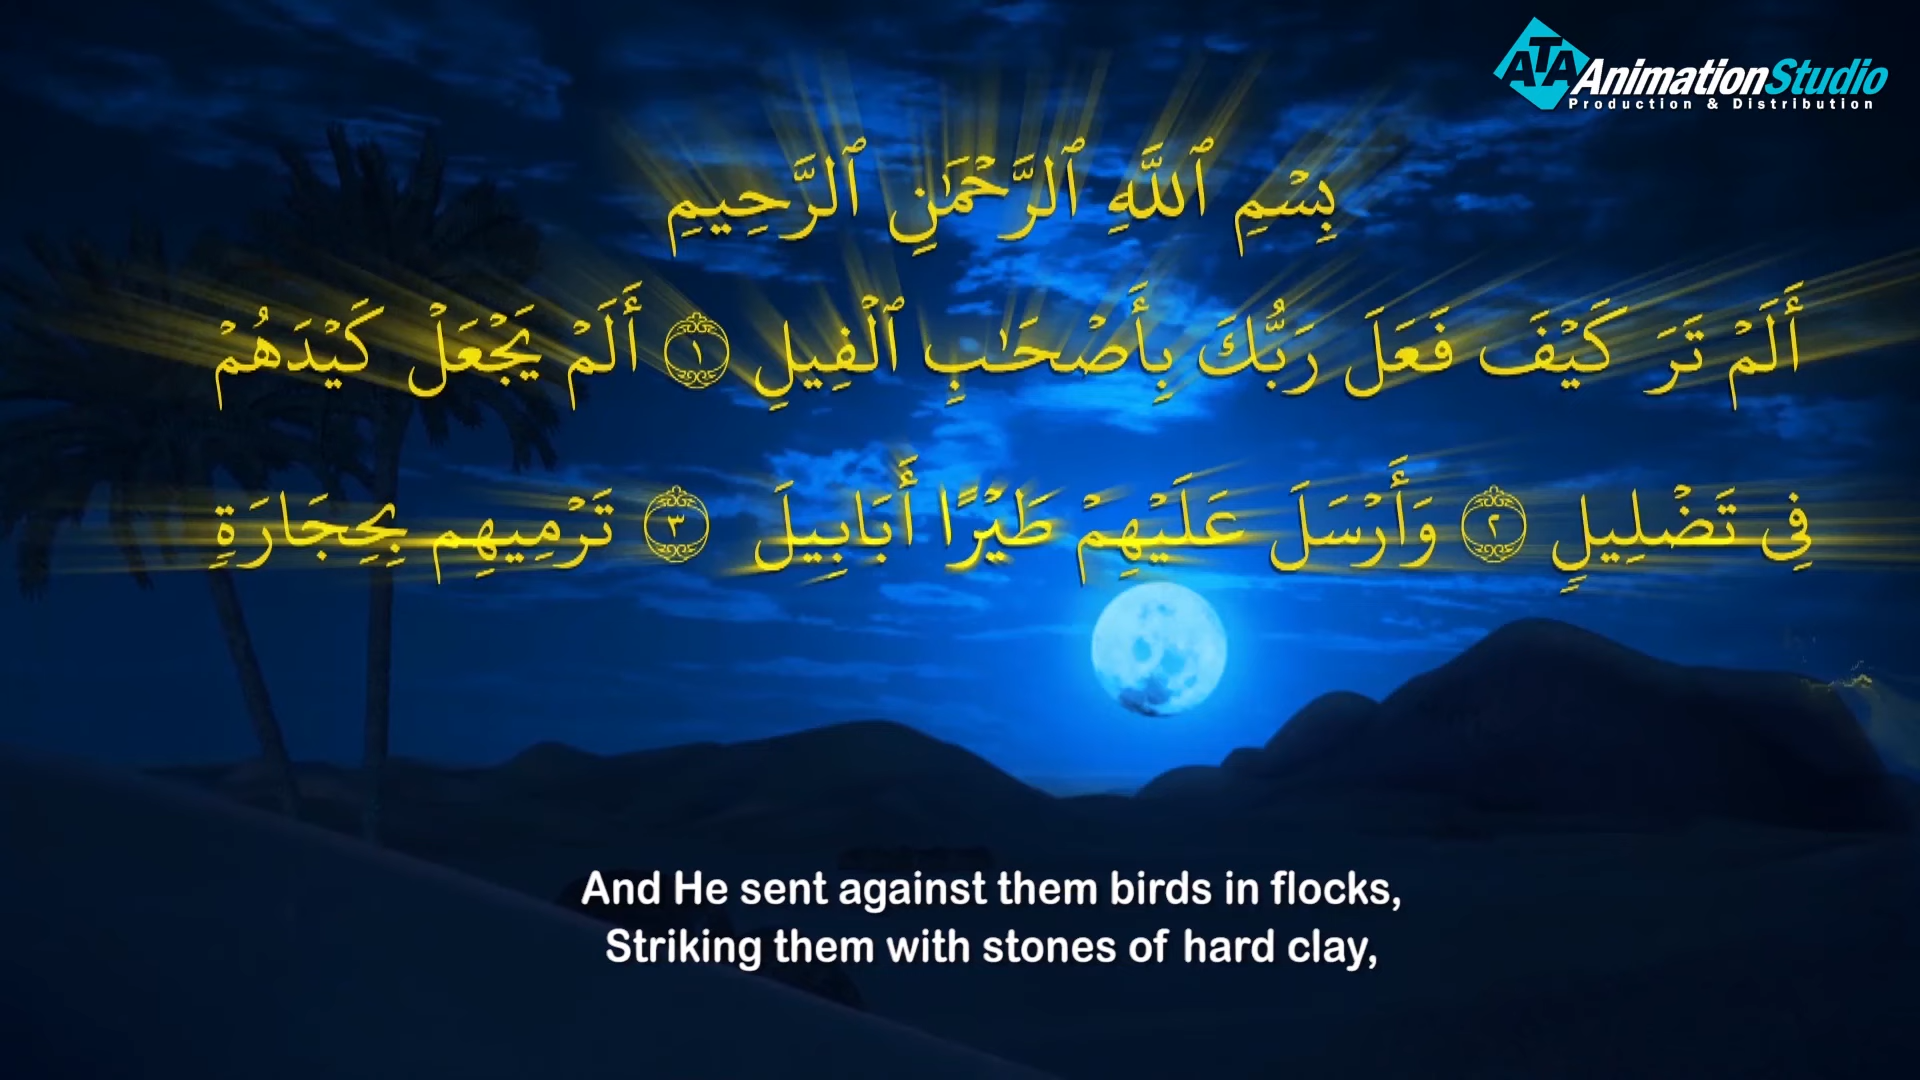 ATA AnimationStudio
Production & Distribution
بِسْمِ ٱللَّهِ ٱلرَّحْمَٰنِ ٱلرَّحِيمِ
أَلَمْ تَرَ كَيْفَ فَعَلَ رَبُّكَ بِأَصْحَٰبِ ٱلْفِيلِ ١ أَلَمْ يَجْعَلْ كَيْدَهُمْ
فِى تَضْلِيلٍ ٢ وَأَرْسَلَ عَلَيْهِمْ طَيْرًا أَبَابِيلَ ٣ تَرْمِيهِم بِحِجَارَةٍ
And He sent against them birds in flocks,
Striking them with stones of hard clay,